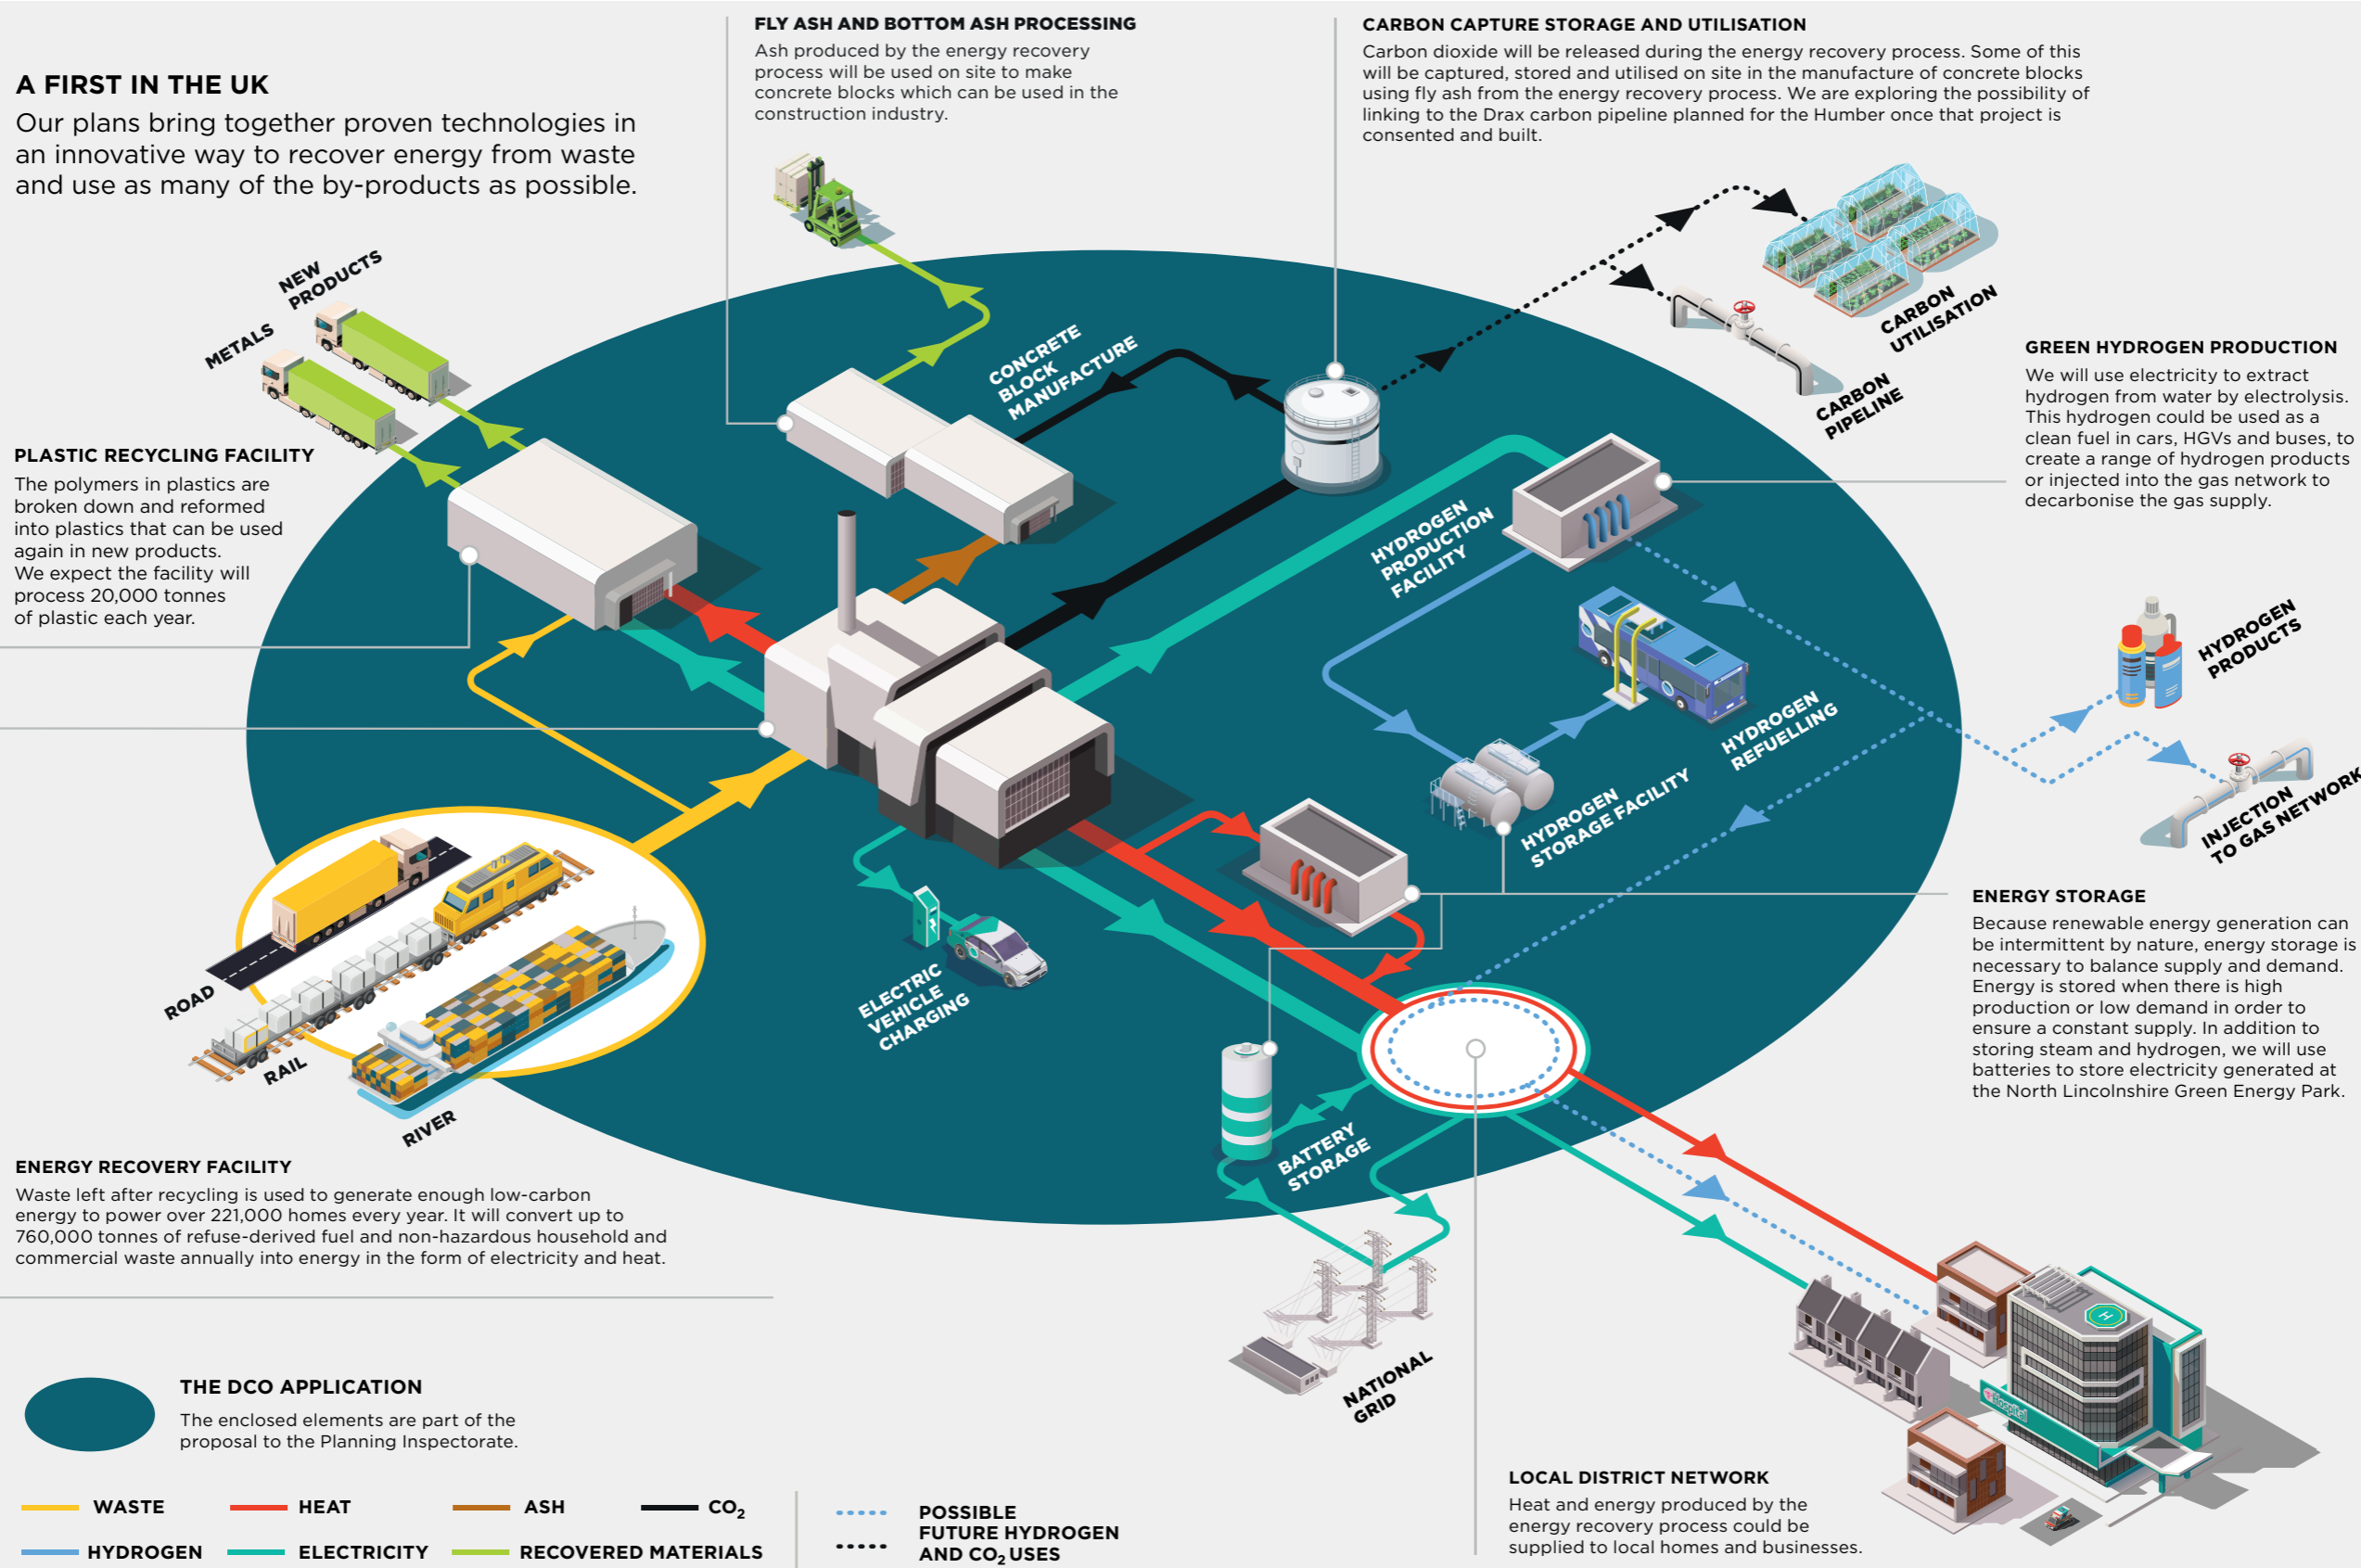 A FIRST IN THE UK
Our plans bring together proven technologies in
an innovative way to recover energy from waste
and use as many of the by-products as possible.
FLY ASH AND BOTTOM ASH PROCESSING
Ash produced by the energy recovery
process will be used on site to make
concrete blocks which can be used in the
construction industry.
CARBON CAPTURE STORAGE AND UTILISATION
Carbon dioxide will be released during the energy recovery process. Some of this
will be captured, stored and utilised on site in the manufacture of concrete blocks
using fly ash from the energy recovery process. We are exploring the possibility of
linking to the Drax carbon pipeline planned for the Humber once that project is
consented and built.
NEW
PRODUCTS
METALS
CONCRETE
BLOCK
MANUFACTURE
CARBON
UTILISATION
CARBON
PIPELINE
GREEN HYDROGEN PRODUCTION
We will use electricity to extract
hydrogen from water by electrolysis.
This hydrogen could be used as a
clean fuel in cars, HGVs and buses, to
create a range of hydrogen products
or injected into the gas network to
decarbonise the gas supply.
PLASTIC RECYCLING FACILITY
The polymers in plastics are
broken down and reformed
into plastics that can be used
again in new products.
We expect the facility will
process 20,000 tonnes
of plastic each year.
HYDROGEN
PRODUCTION
FACILITY
HYDROGEN
PRODUCTS
HYDROGEN
REFUELLING
HYDROGEN
STORAGE FACILITY
INJECTION
TO GAS NETWORK
ENERGY STORAGE
Because renewable energy generation can
be intermittent by nature, energy storage is
necessary to balance supply and demand.
Energy is stored when there is high
production or low demand in order to
ensure a constant supply. In addition to
storing steam and hydrogen, we will use
batteries to store electricity generated at
the North Lincolnshire Green Energy Park.
ROAD
RAIL
RIVER
ELECTRIC
VEHICLE
CHARGING
BATTERY
STORAGE
ENERGY RECOVERY FACILITY
Waste left after recycling is used to generate enough low-carbon
energy to power over 221,000 homes every year. It will convert up to
760,000 tonnes of refuse-derived fuel and non-hazardous household and
commercial waste annually into energy in the form of electricity and heat.
NATIONAL
GRID
H
Hospital
THE DCO APPLICATION
The enclosed elements are part of the
proposal to the Planning Inspectorate.
LOCAL DISTRICT NETWORK
Heat and energy produced by the
energy recovery process could be
supplied to local homes and businesses.
WASTE
HEAT
ASH
CO₂
HYDROGEN
ELECTRICITY
RECOVERED MATERIALS
POSSIBLE
FUTURE HYDROGEN
AND CO₂ USES